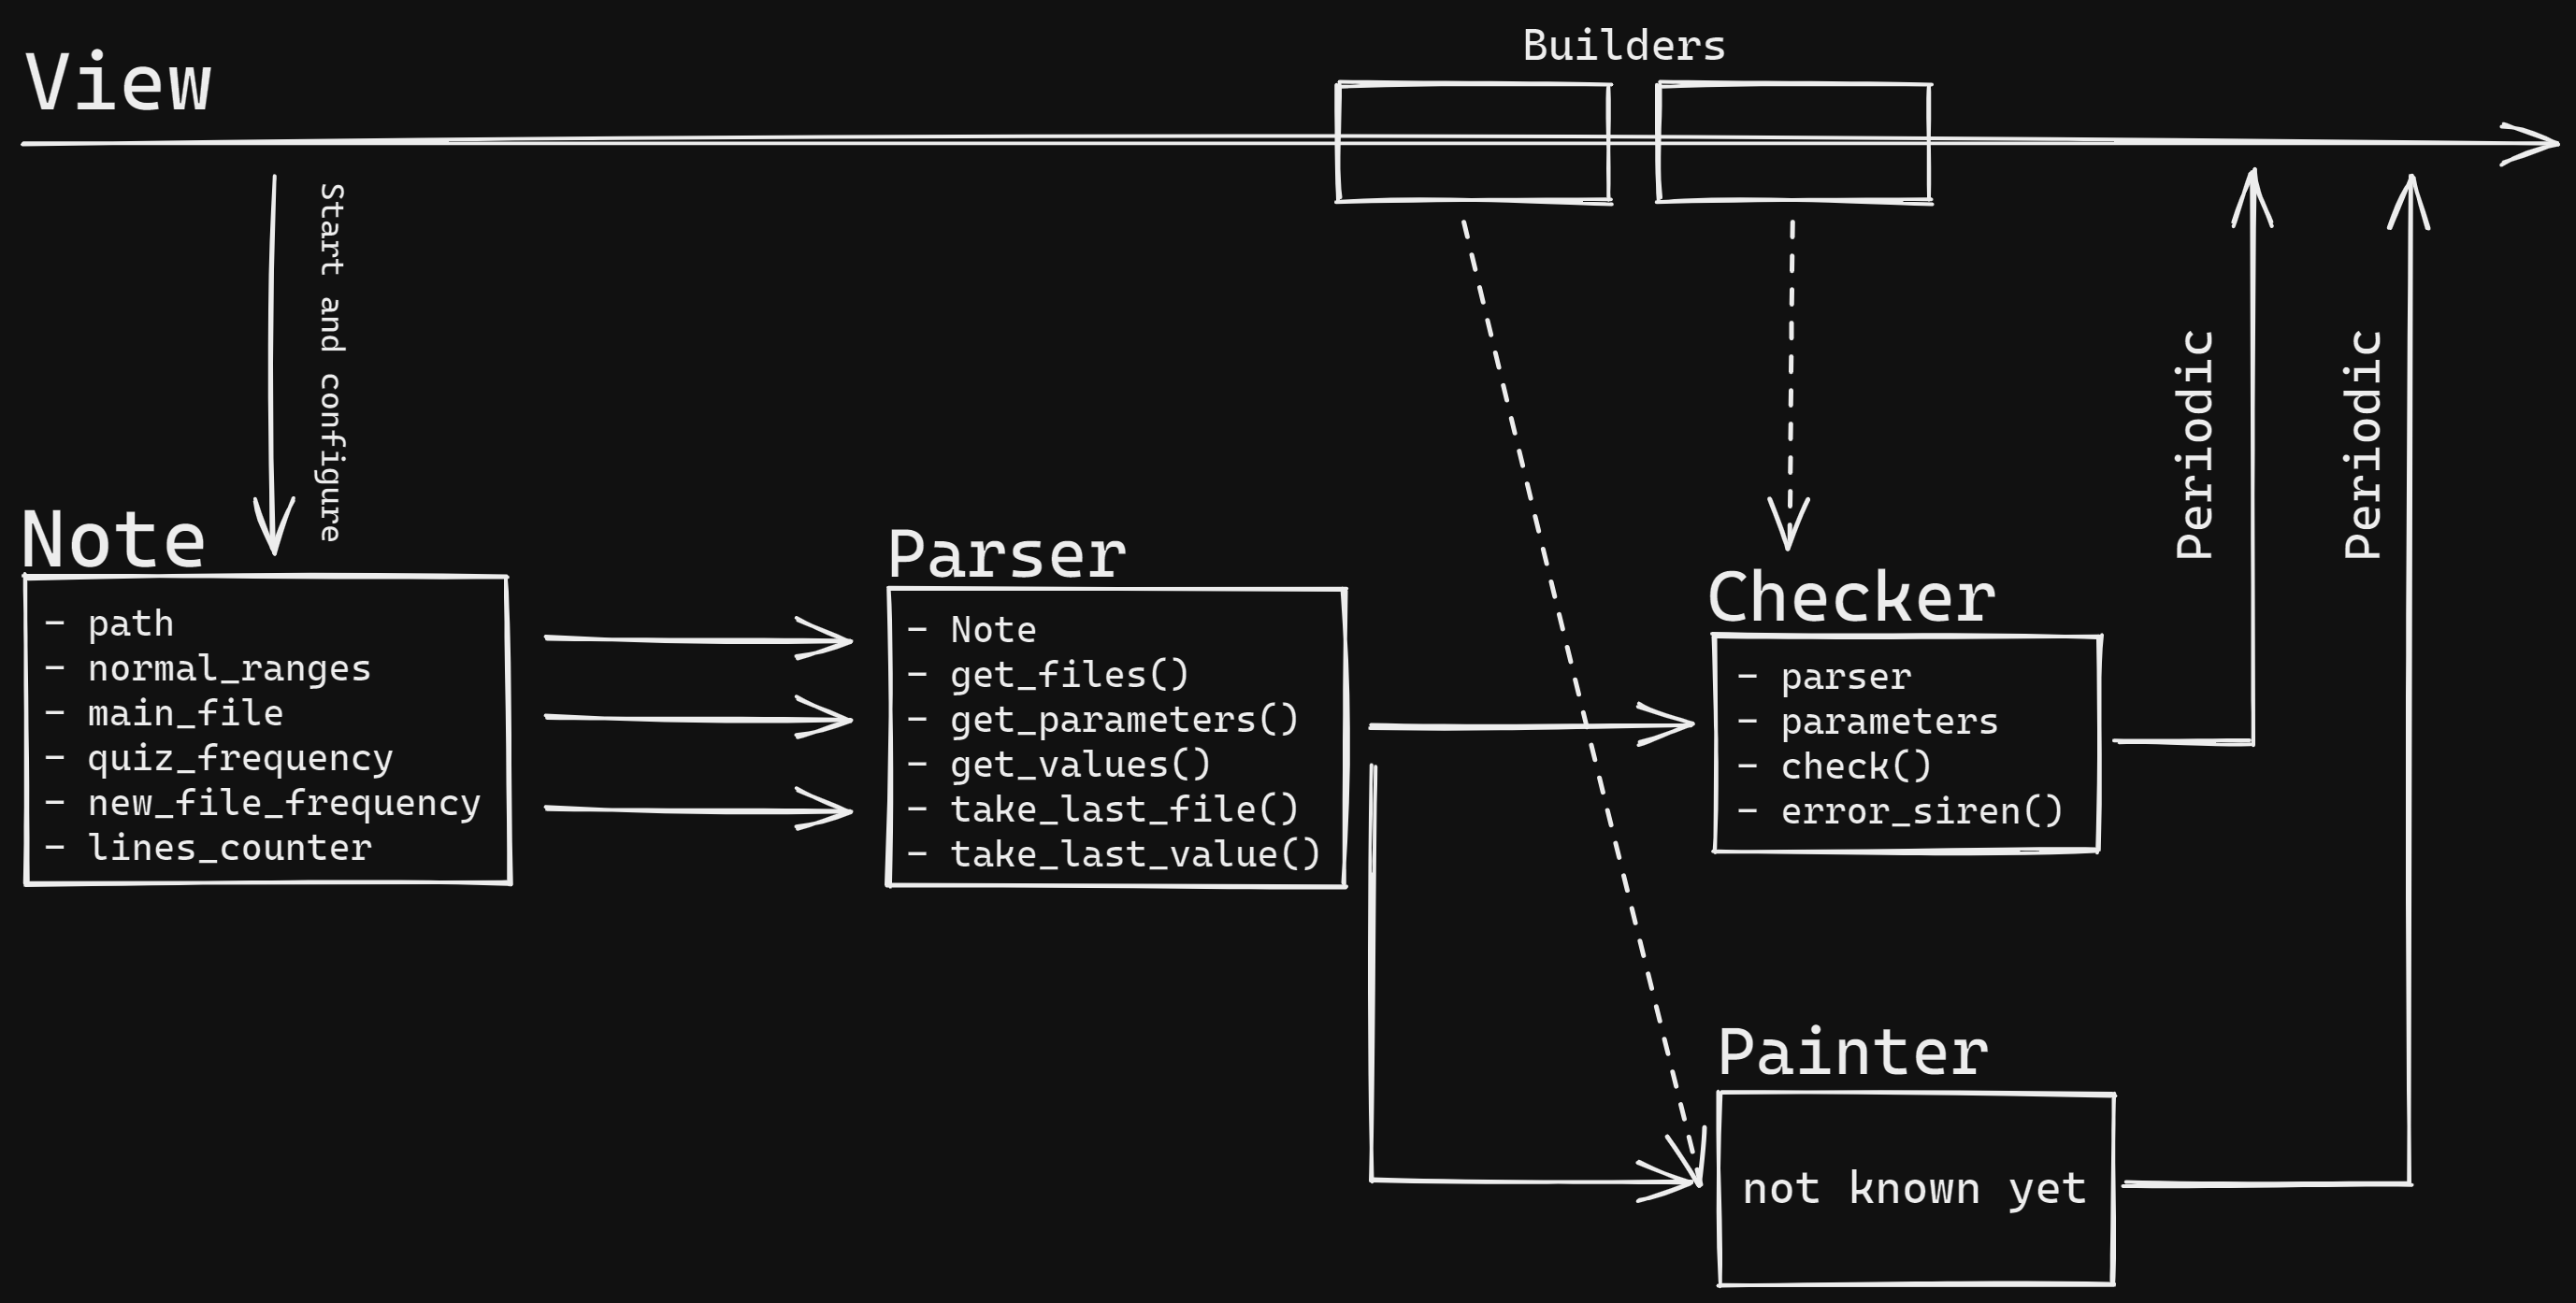 View
Builders
Start and configure
Periodic
Periodic
Note
- path
- normal_ranges
- main_file
- quiz_frequency
- new_file_frequency
- lines_counter
Parser
- Note
- get_files()
- get_parameters()
- get_values()
- take_last_file()
- take_last_value()
Checker
- parser
- parameters
- check()
- error_siren()
Painter
not known yet